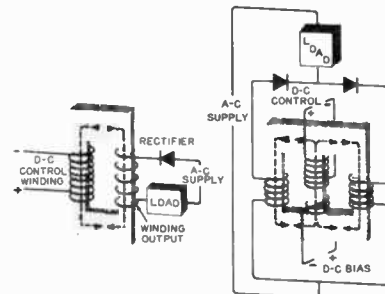 -
D-C
CONTROL
WINDING
+
RECTIFIER
A-C
SUPPLY
LOAD
WINDING
OUTPUT
LOAD
A-C
SUPPLY
D-C
CONTROL
+
-
+
-
D-C BIAS